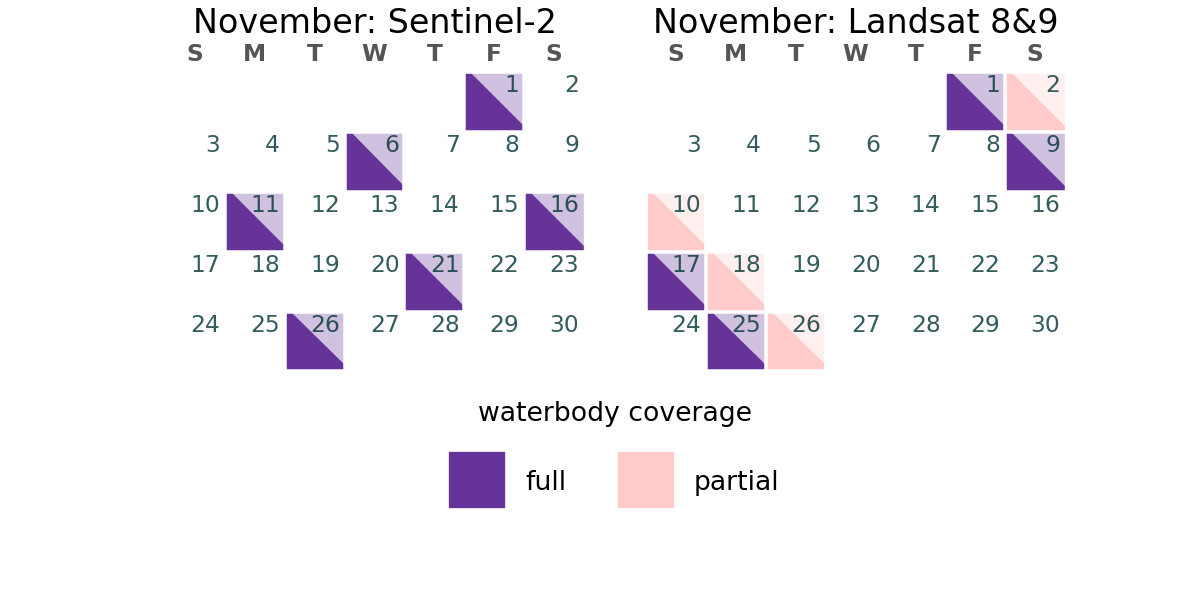 November: Sentinel-2
S M T W T F S
1 2
3 4 5 6 7 8 9
10 11 12 13 14 15 16
17 18 19 20 21 22 23
24 25 26 27 28 29 30
November: Landsat 8&9
S M T W T F S
1 2
3 4 5 6 7 8 9
10 11 12 13 14 15 16
17 18 19 20 21 22 23
24 25 26 27 28 29 30
waterbody coverage
full partial